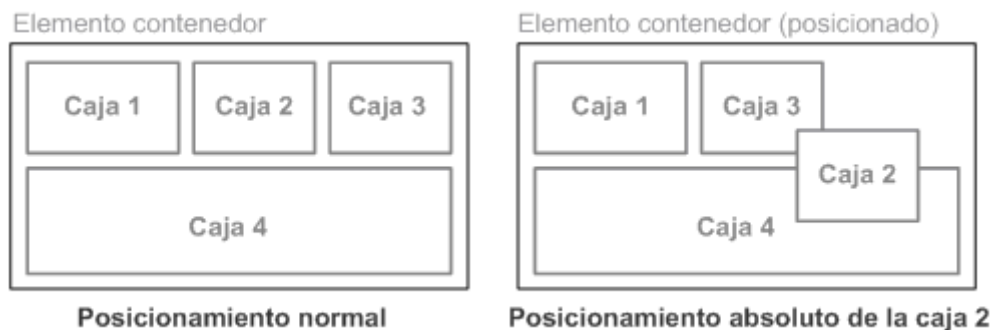 Elemento contenedor
Caja 1
Caja 2
Caja 3
Caja 4
Posicionamiento normal
Elemento contenedor (posicionado)
Caja 1
Caja 3
Caja 2
Caja 4
Posicionamiento absoluto de la caja 2